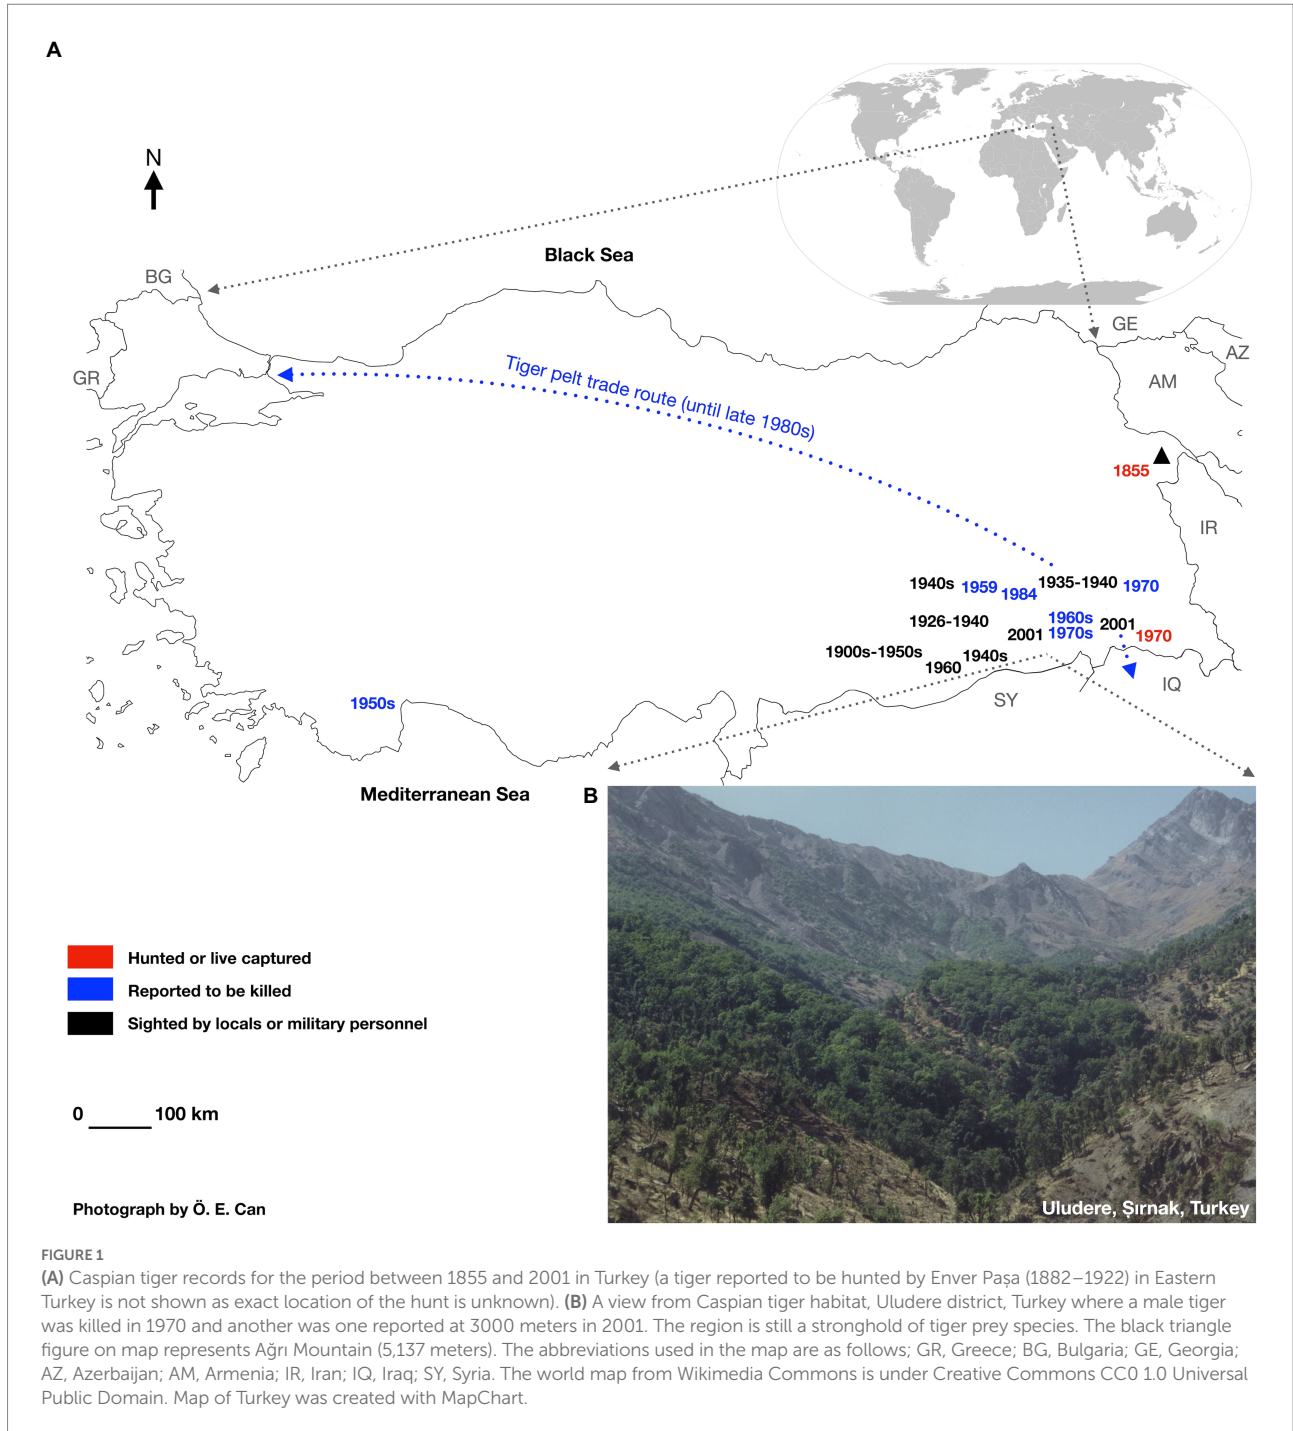 A
N
BG
Black Sea
GE
AZ
GR
AM
Tiger pelt trade route (until late 1980s)
1855
IR
1940s
1959
1984
1935-1940
1970
1926-1940
1960s
2001
1970s
2001
1970
1900s-1950s
1960
1940s
IQ
SY
1950s
Mediterranean Sea
B
Hunted or live captured
Reported to be killed
Sighted by locals or military personnel
0 100 km
Photograph by Ö. E. Can
Uludere, Şırnak, Turkey
FIGURE 1
(A) Caspian tiger records for the period between 1855 and 2001 in Turkey (a tiger reported to be hunted by Enver Paşa (1882–1922) in Eastern
Turkey is not shown as exact location of the hunt is unknown). (B) A view from Caspian tiger habitat, Uludere district, Turkey where a male tiger
was killed in 1970 and another was one reported at 3000 meters in 2001. The region is still a stronghold of tiger prey species. The black triangle
figure on map represents Ağrı Mountain (5,137 meters). The abbreviations used in the map are as follows; GR, Greece; BG, Bulgaria; GE, Georgia;
AZ, Azerbaijan; AM, Armenia; IR, Iran; IQ, Iraq; SY, Syria. The world map from Wikimedia Commons is under Creative Commons CC0 1.0 Universal
Public Domain. Map of Turkey was created with MapChart.